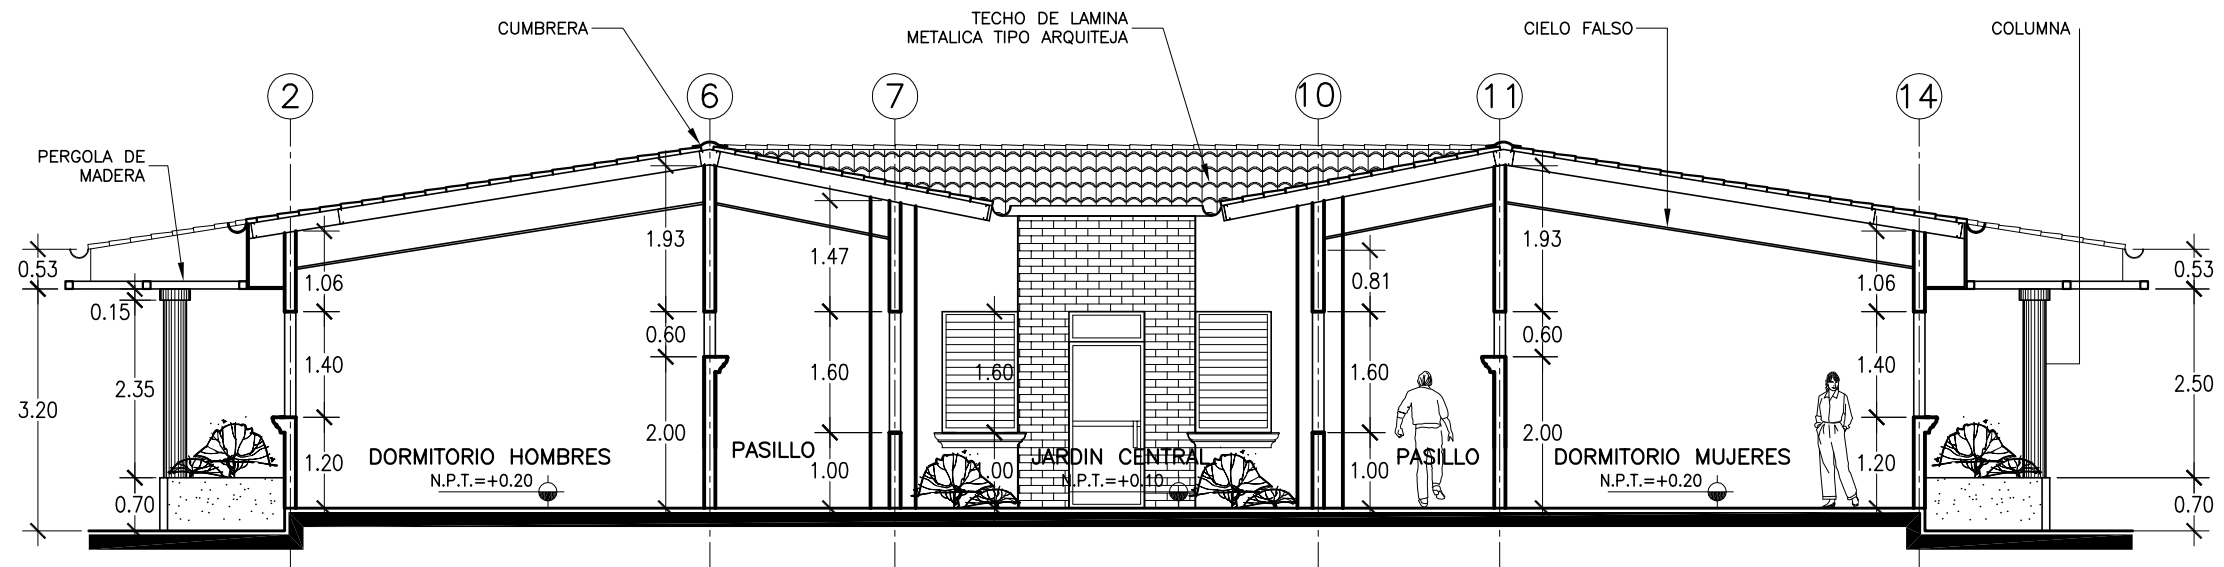 CUMBRERA
TECHO DE LAMINA
METALICA TIPO ARQUITEJA
CIELO FALSO
COLUMNA
2
6
7
10
11
14
PERGOLA DE
MADERA
0.53
0.15
3.20
2.35
0.70
1.06
1.40
1.20
1.93
0.60
2.00
1.47
1.60
1.00
1.60
1.00
0.81
1.60
1.00
1.93
0.60
2.00
1.06
1.40
1.20
0.53
2.50
0.70
DORMITORIO HOMBRES
N.P.T.=+0.20
PASILLO
JARDIN CENTRAL
N.P.T.=+0.10
PASILLO
DORMITORIO MUJERES
N.P.T.=+0.20